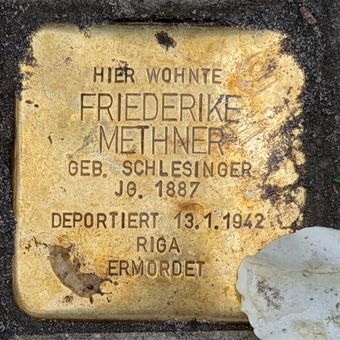 HIER WOHNTE
FRIEDERIKE
METHNER
GEB. SCHLESINGER
JG. 1887
DEPORTIERT 13.1.1942
RIGA
ERMORDET